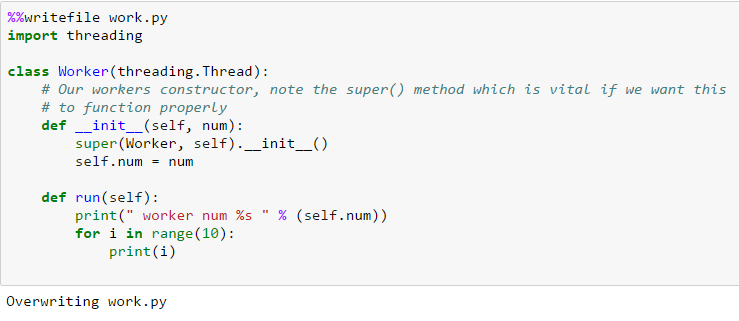 %%writefile work.py
import threading
class Worker(threading.Thread):
# Our workers constructor, note the super() method which is vital if we want this
# to function properly
def __init__(self, num):
super(Worker, self).__init__()
self.num = num
def run(self):
print(" worker num %s " % (self.num))
for i in range(10):
print(i)
Overwriting work.py